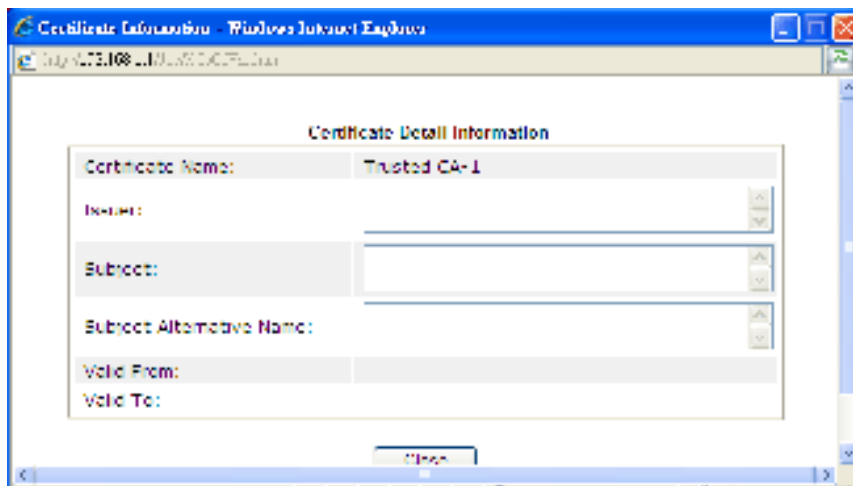 Certificate Information - Windows Internet Explorer
Certificate Detail Information
Certificate Name: Trusted CA-1
Issuer:
Subject:
Subject Alternative Name:
Valid From:
Valid To:
Close